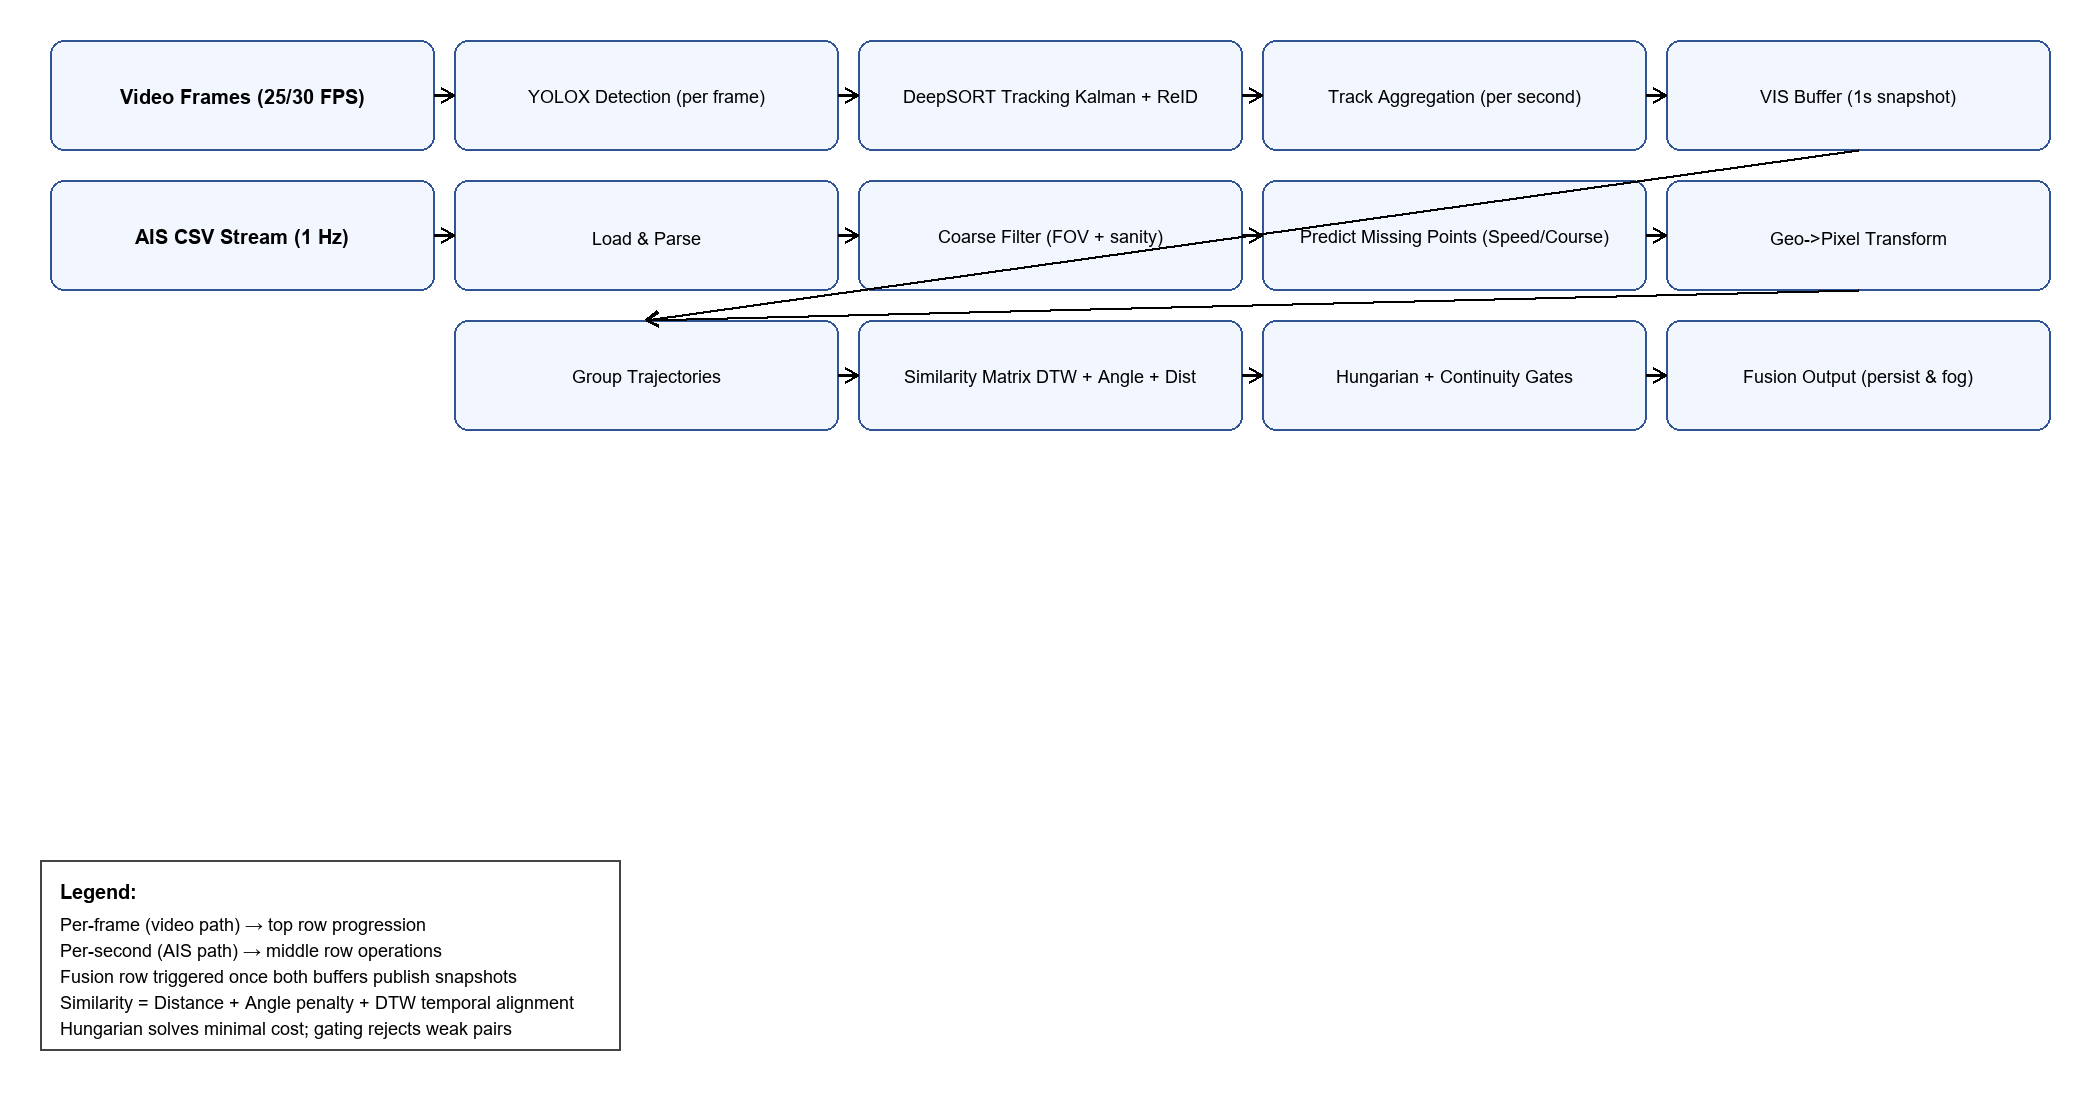 Video Frames (25/30 FPS)
YOLOX Detection (per frame)
DeepSORT Tracking Kalman + ReID
Track Aggregation (per second)
VIS Buffer (1s snapshot)
AIS CSV Stream (1 Hz)
Load & Parse
Coarse Filter (FOV + sanity)
Predict Missing Points (Speed/Course)
Geo->Pixel Transform
Group Trajectories
Similarity Matrix DTW + Angle + Dist
Hungarian + Continuity Gates
Fusion Output (persist & fog)
Legend:
Per-frame (video path) → top row progression
Per-second (AIS path) → middle row operations
Fusion row triggered once both buffers publish snapshots
Similarity = Distance + Angle penalty + DTW temporal alignment
Hungarian solves minimal cost; gating rejects weak pairs